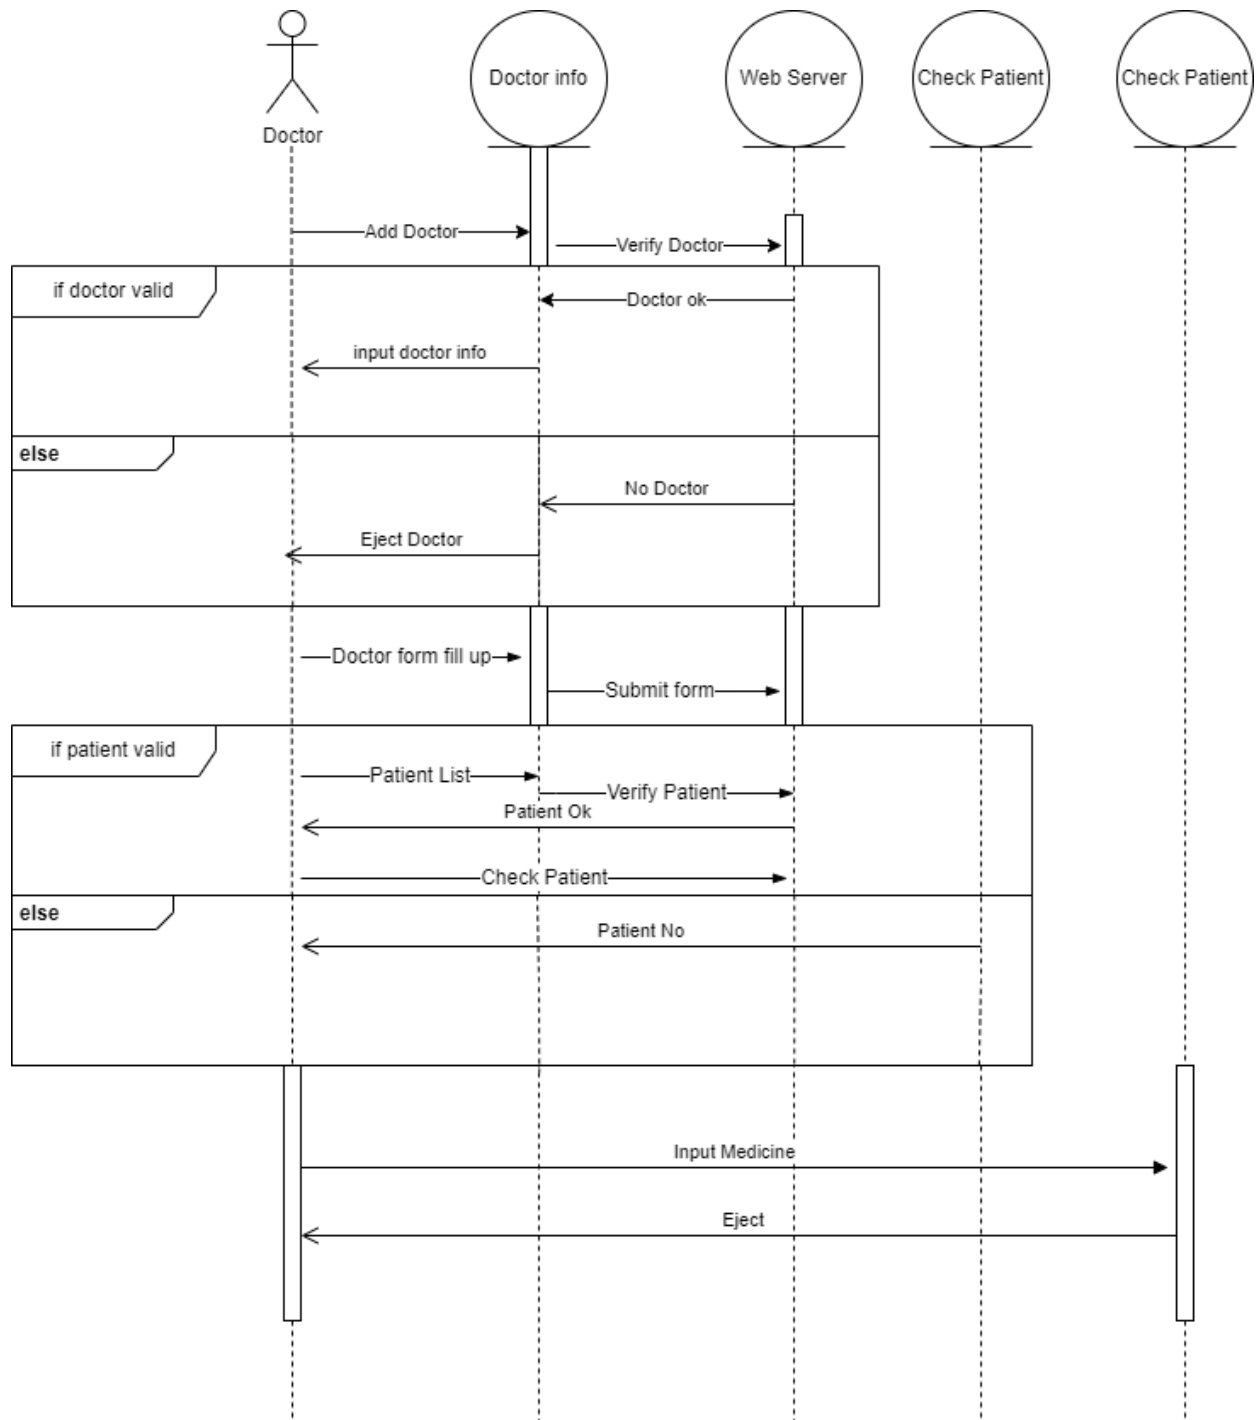 Doctor
Doctor info
Web Server
Check Patient
Check Patient
Add Doctor
Verify Doctor
if doctor valid
Doctor ok
input doctor info
else
No Doctor
Eject Doctor
Doctor form fill up
Submit form
if patient valid
Patient List
Verify Patient
Patient Ok
Check Patient
else
Patient No
Input Medicine
Eject